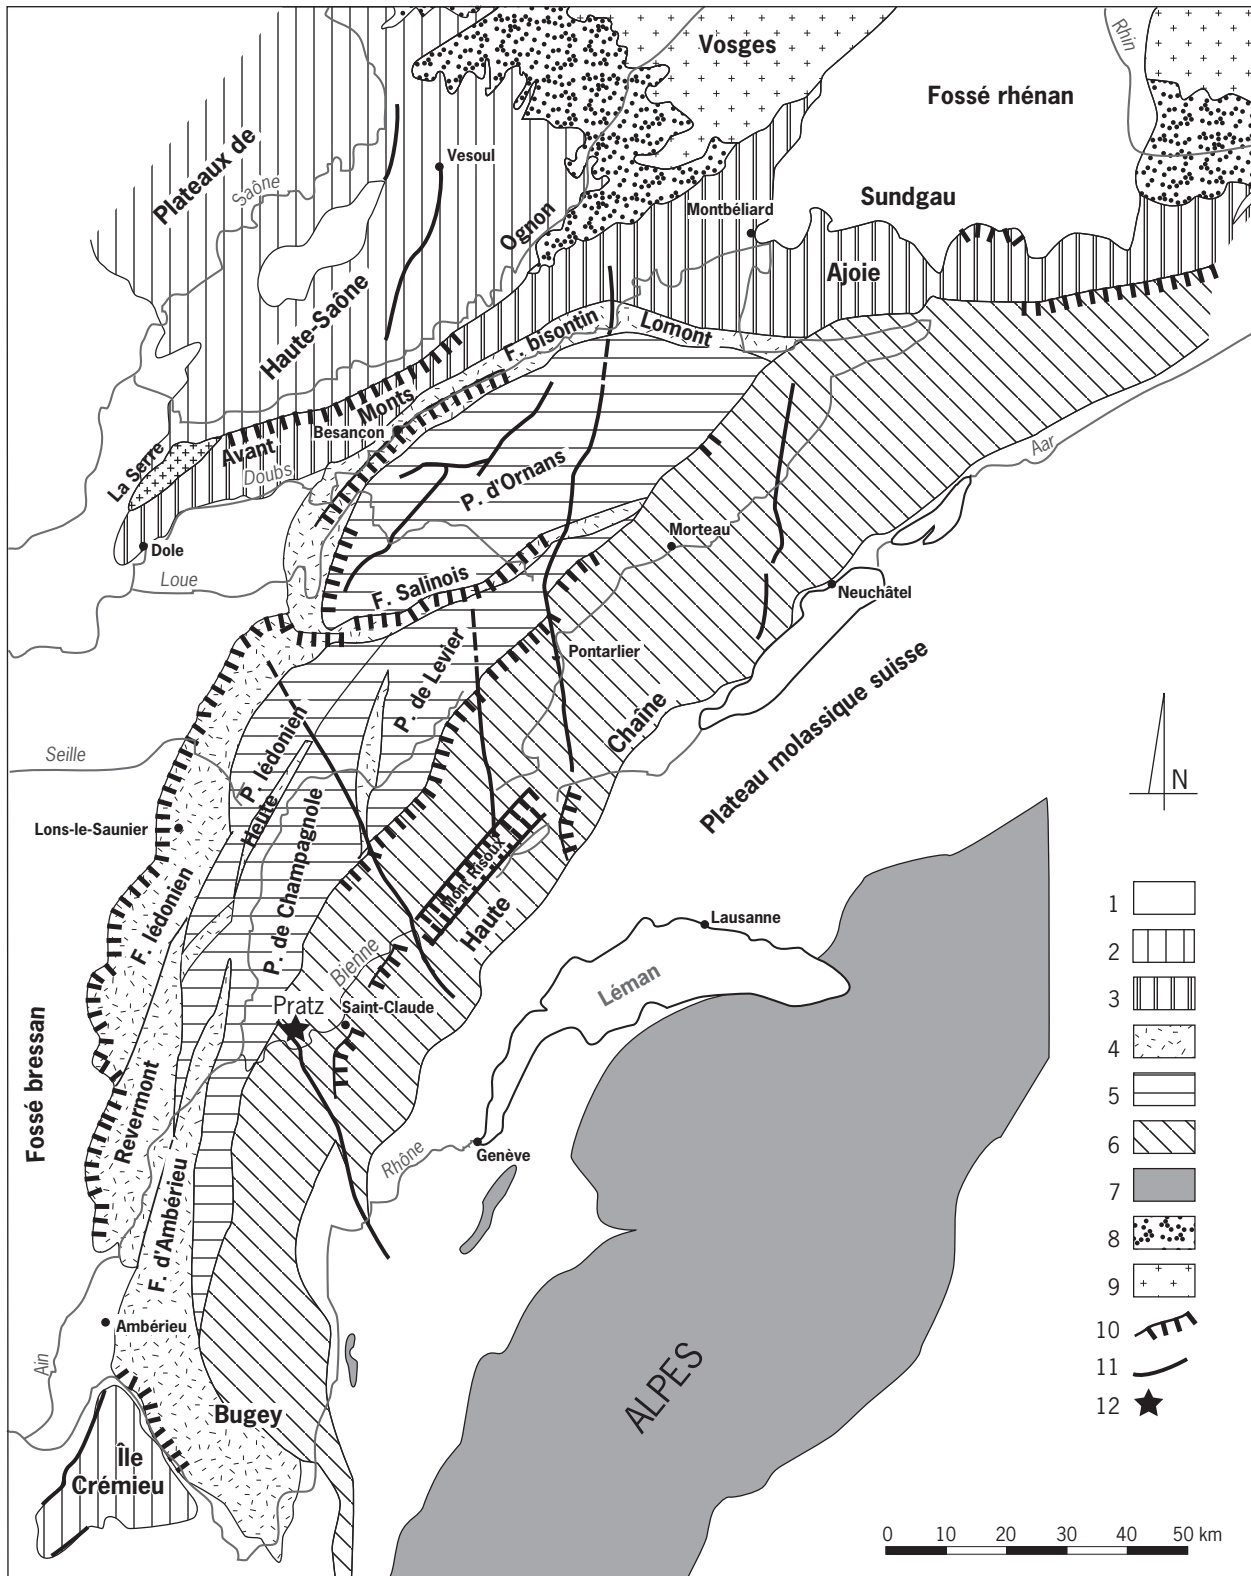 Vosges
Rhin
Fossé rhénan
Plateaux de
Saône
Vesoul
Sundgau
Montbéliard
Ognon
Ajoie
Haute-Saône
F. bisontin
Lomont
Monts
Avant
Besançon
La Serre
Doubs
P. d'Ornans
Aar
Dole
Morteau
Loue
F. Salinois
Neuchâtel
Pontarlier
P. de Levier
Chaîne
Plateau molassique suisse
Seille
P. lédonien
Heute
N
Lons-le-Saunier
P. de Champagnole
Mont Risoux
Haute
F. lédonien
Lausanne
Bienne
Léman
Pratz
Saint-Claude
Fossé bressan
Revermont
Rhône
Genève
F. d'Ambérieu
Ambérieu
Ain
Bugey
ALPES
Île
Crémieu
1
2
3
4
5
6
7
8
9
10
11
12
0 10 20 30 40 50 km